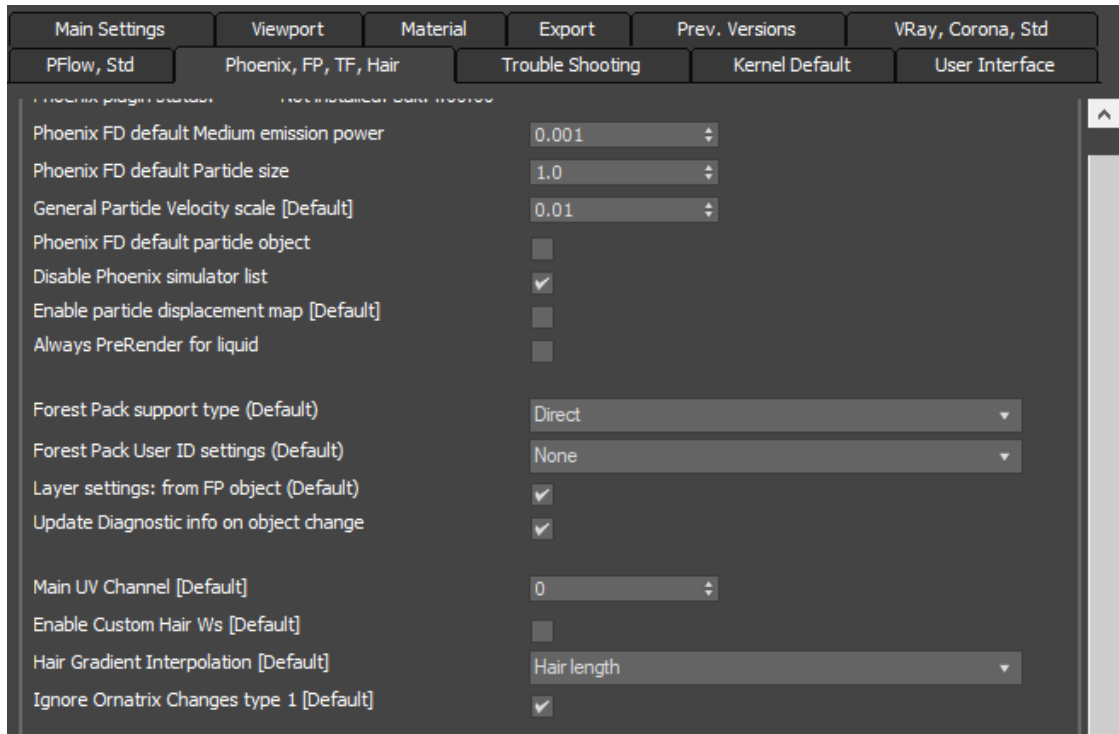 Main Settings Viewport Material Export Prev. Versions VRay, Corona, Std
PFlow, Std Phoenix, FP, TF, Hair Trouble Shooting Kernel Default User Interface
Phoenix plugin status: Not installed!
Phoenix FD default Medium emission power 0.001
Phoenix FD default Particle size 1.0
General Particle Velocity scale [Default] 0.01
Phoenix FD default particle object
Disable Phoenix simulator list
Enable particle displacement map [Default]
Always PreRender for liquid
Forest Pack support type (Default) Direct
Forest Pack User ID settings (Default) None
Layer settings: from FP object (Default)
Update Diagnostic info on object change
Main UV Channel [Default] 0
Enable Custom Hair Ws [Default]
Hair Gradient Interpolation [Default] Hair length
Ignore Ornatrix Changes type 1 [Default]